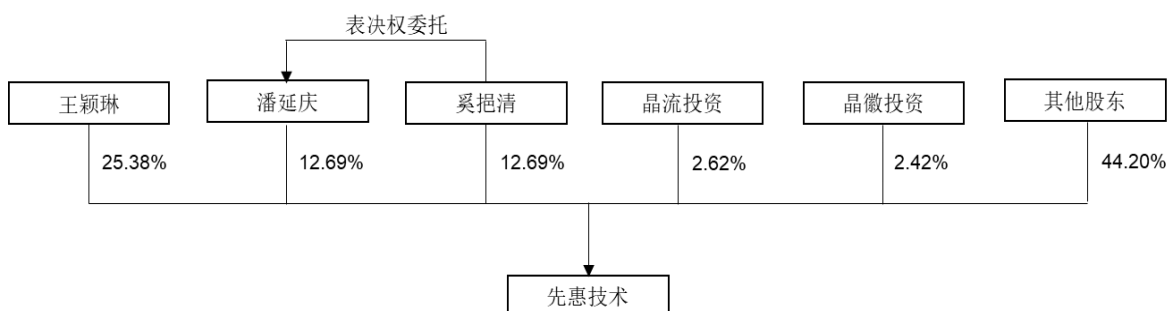 表决权委托
王颖琳
潘延庆
奚挹清
晶流投资
晶徽投资
其他股东
25.38%
12.69%
12.69%
2.62%
2.42%
44.20%
先惠技术